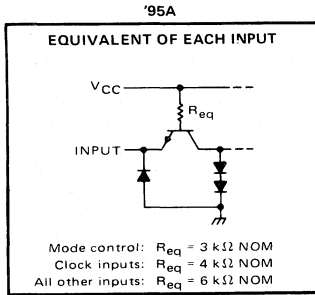 '95A
EQUIVALENT OF EACH INPUT
VCC
Req
INPUT
Mode control: Req = 3 kΩ NOM
Clock inputs: Req = 4 kΩ NOM
All other inputs: Req = 6 kΩ NOM